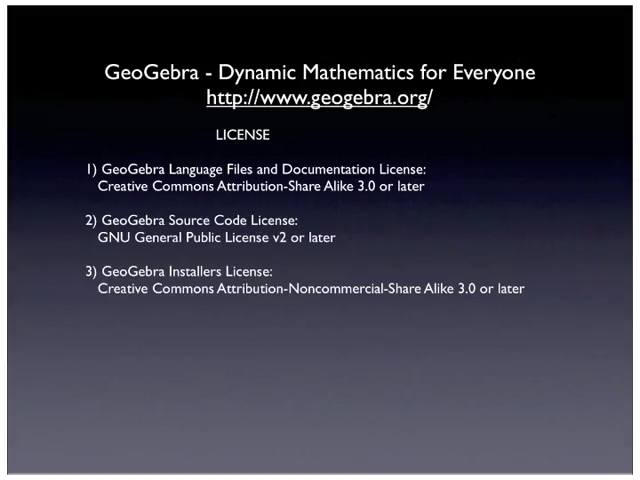 GeoGebra - Dynamic Mathematics for Everyone
http://www.geogebra.org/
LICENSE
1) GeoGebra Language Files and Documentation License:
Creative Commons Attribution-Share Alike 3.0 or later
2) GeoGebra Source Code License:
GNU General Public License v2 or later
3) GeoGebra Installers License:
Creative Commons Attribution-Noncommercial-Share Alike 3.0 or later